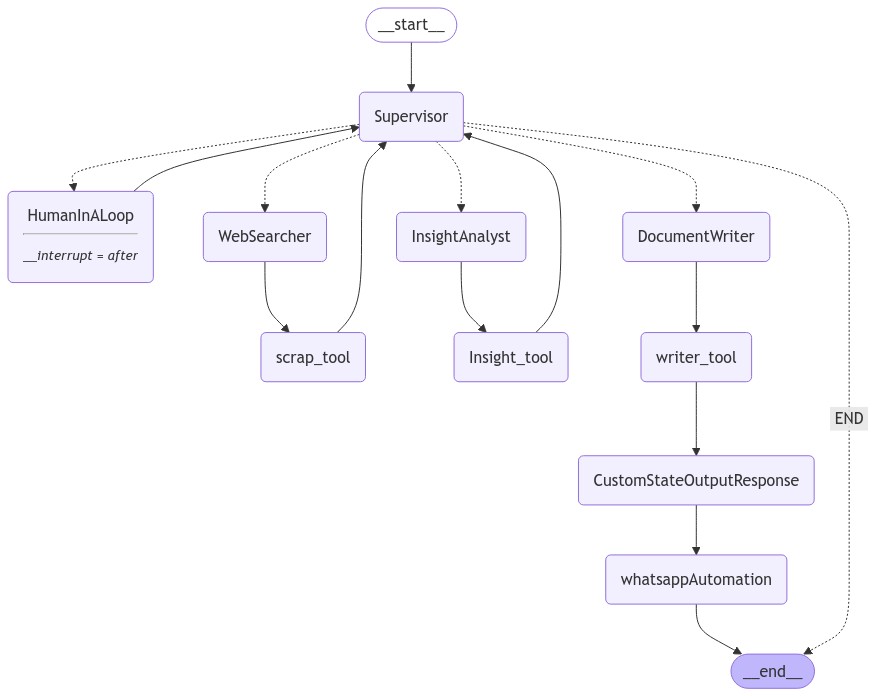 __start__
Supervisor
HumanInALoop
__interrupt = after
WebSearcher
InsightAnalyst
DocumentWriter
scrap_tool
Insight_tool
writer_tool
END
CustomStateOutputResponse
whatsappAutomation
__end__